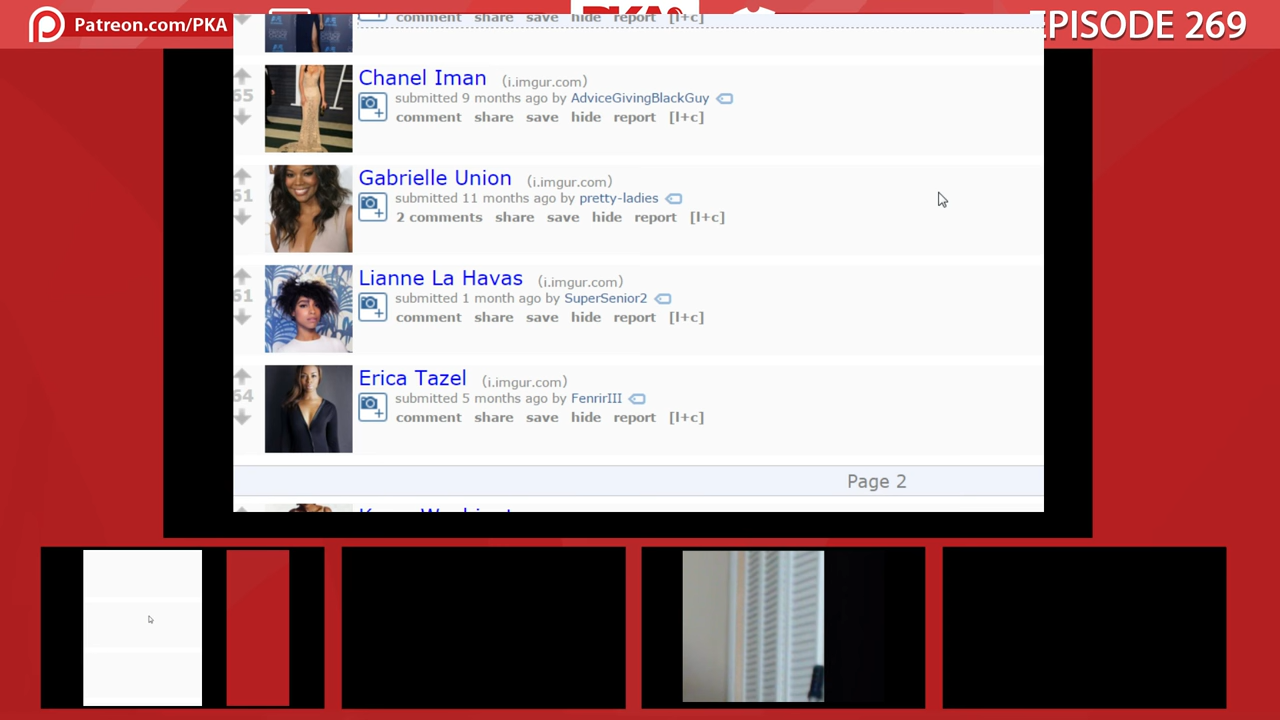 Patreon.com/PKA
PKA
EPISODE 269
comment share save hide report [l+c]
Chanel Iman (i.imgur.com)
65
submitted 9 months ago by AdviceGivingBlackGuy
comment share save hide report [l+c]
Gabrielle Union (i.imgur.com)
61
submitted 11 months ago by pretty-ladies
2 comments share save hide report [l+c]
Lianne La Havas (i.imgur.com)
61
submitted 1 month ago by SuperSenior2
comment share save hide report [l+c]
Erica Tazel (i.imgur.com)
64
submitted 5 months ago by FenrirIII
comment share save hide report [l+c]
Page 2